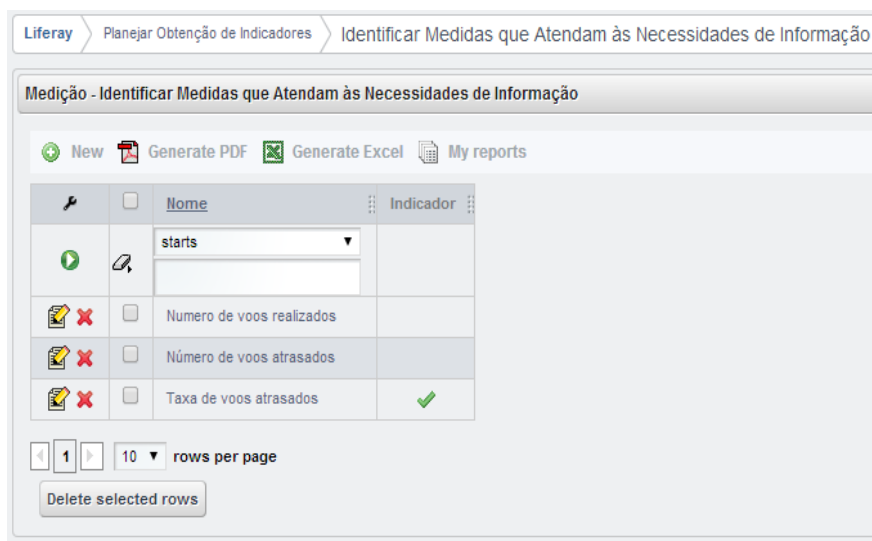 Liferay Planejar Obtenção de Indicadores Identificar Medidas que Atendam às Necessidades de Informação
Medição - Identificar Medidas que Atendam às Necessidades de Informação
New Generate PDF Generate Excel My reports
Nome Indicador
starts
Numero de voos realizados
Número de voos atrasados
Taxa de voos atrasados
1 10 rows per page
Delete selected rows